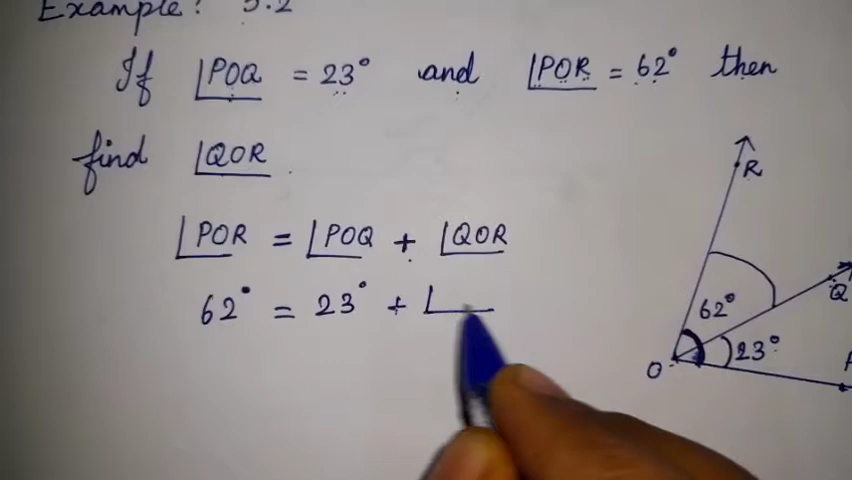 Example: 5.2
If ∠POQ = 23° and ∠POR = 62° then
find ∠QOR.
∠POR = ∠POQ + ∠QOR
62° = 23° + ∠
R
Q
62°
23°
O